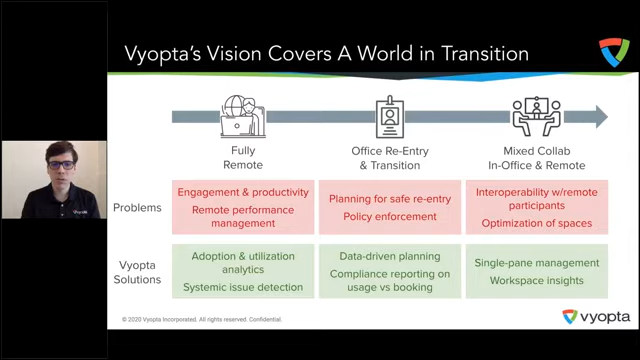 Vyopta's Vision Covers A World in Transition
Fully
Remote
Office Re-Entry
& Transition
Mixed Collab
In-Office & Remote
Problems
Engagement & productivity
Remote performance
management
Planning for safe re-entry
Policy enforcement
Interoperability w/remote
participants
Optimization of spaces
Vyopta
Solutions
Adoption & utilization
analytics
Systemic issue detection
Data-driven planning
Compliance reporting on
usage vs booking
Single-pane management
Workspace insights
© 2020 Vyopta Incorporated. All rights reserved. Confidential.
vyopta
vyopta